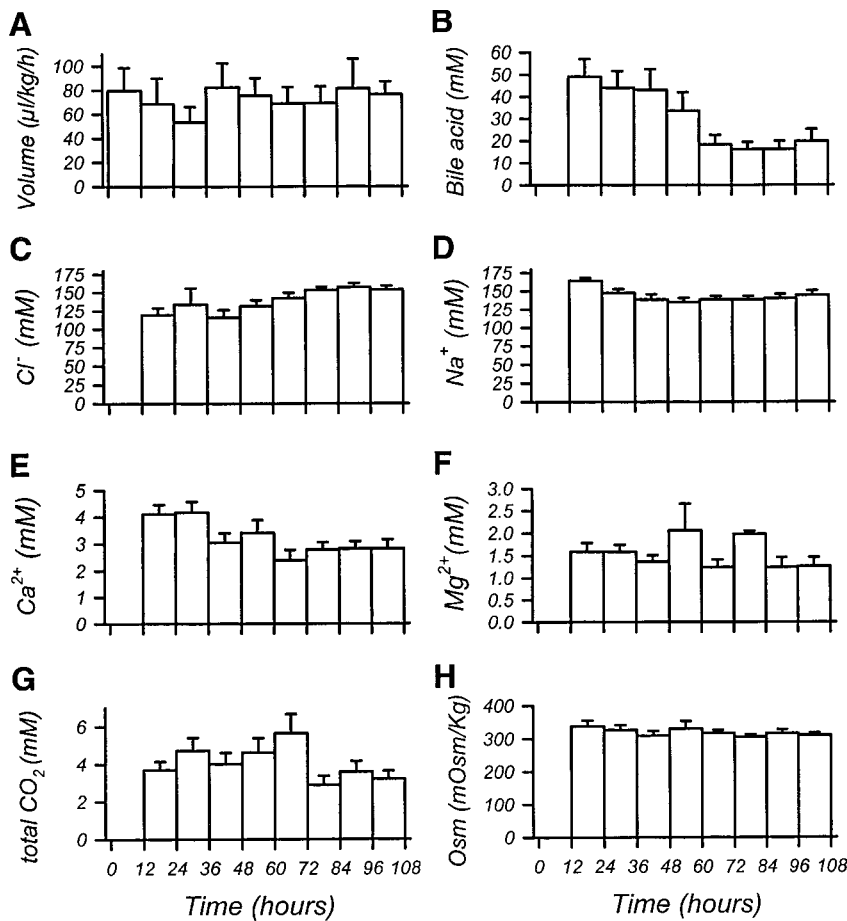 A
Volume (µl/kg/h)
100
80
60
40
20
0
B
Bile acid (mM)
60
50
40
30
20
10
0
C
Cl⁻ (mM)
175
150
125
100
75
50
25
0
D
Na⁺ (mM)
175
150
125
100
75
50
25
0
E
Ca²⁺ (mM)
5
4
3
2
1
0
F
Mg²⁺ (mM)
3.0
2.5
2.0
1.5
1.0
0.5
0.0
G
total CO₂ (mM)
6
4
2
0
0 12 24 36 48 60 72 84 96 108
Time (hours)
H
Osm (mOsm/Kg)
400
300
200
100
0
0 12 24 36 48 60 72 84 96 108
Time (hours)